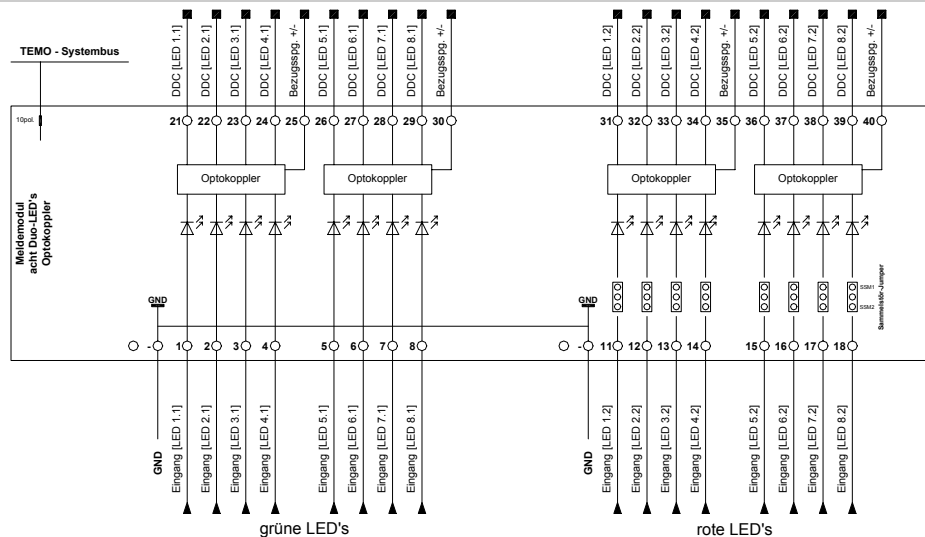 TEMO - Systembus
DDC [LED 1.1]
DDC [LED 2.1]
DDC [LED 3.1]
DDC [LED 4.1]
Bezugsspg. +/-
DDC [LED 5.1]
DDC [LED 6.1]
DDC [LED 7.1]
DDC [LED 8.1]
Bezugsspg. +/-
DDC [LED 1.2]
DDC [LED 2.2]
DDC [LED 3.2]
DDC [LED 4.2]
Bezugsspg. +/-
DDC [LED 5.2]
DDC [LED 6.2]
DDC [LED 7.2]
DDC [LED 8.2]
Bezugsspg. +/-
10pol.
21 22 23 24 25 26 27 28 29 30 31 32 33 34 35 36 37 38 39 40
Optokoppler
Optokoppler
Optokoppler
Optokoppler
Meldemodul
acht Duo-LED's
Optokoppler
SSM1
SSM2
Sammelstör-Jumper
GND
GND
- 1 2 3 4 5 6 7 8 - 11 12 13 14 15 16 17 18
GND
Eingang [LED 1.1]
Eingang [LED 2.1]
Eingang [LED 3.1]
Eingang [LED 4.1]
Eingang [LED 5.1]
Eingang [LED 6.1]
Eingang [LED 7.1]
Eingang [LED 8.1]
GND
Eingang [LED 1.2]
Eingang [LED 2.2]
Eingang [LED 3.2]
Eingang [LED 4.2]
Eingang [LED 5.2]
Eingang [LED 6.2]
Eingang [LED 7.2]
Eingang [LED 8.2]
grüne LED's
rote LED's